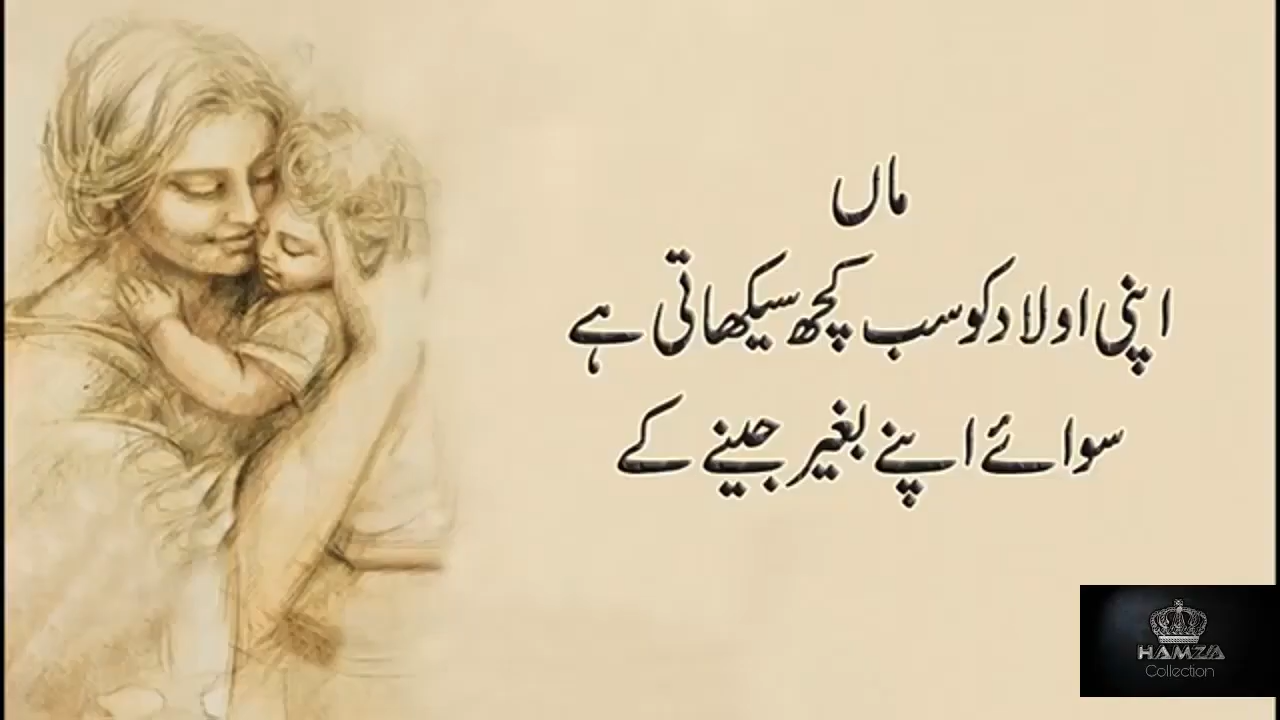 ماں
اپنی اولاد کو سب کچھ سیکھاتی ہے
سوائے اپنے بغیر جینے کے
HAMZA
Collection